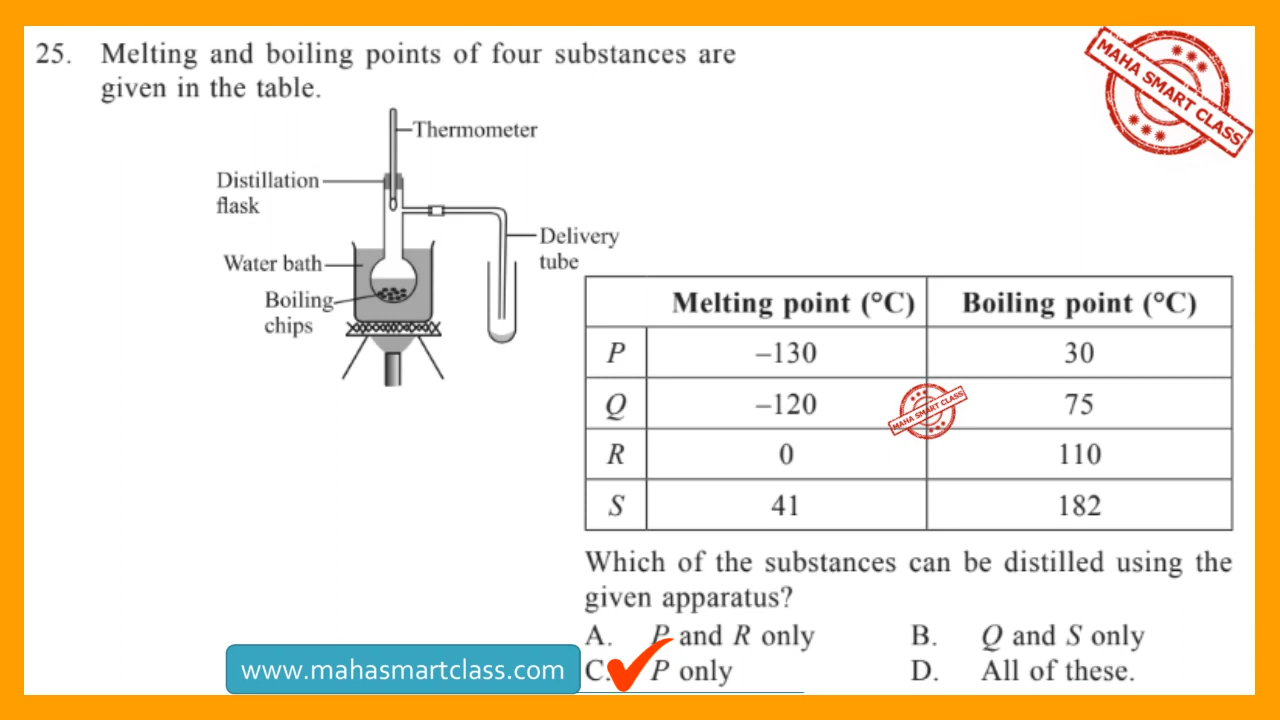 25. Melting and boiling points of four substances are
given in the table.
MAHA SMART CLASS
Thermometer
Distillation
flask
Delivery
tube
Water bath
Boiling
chips
Melting point (°C) Boiling point (°C)
P –130 30
Q –120 75
MAHA SMART CLASS
R 0 110
S 41 182
Which of the substances can be distilled using the
given apparatus?
A. P and R only B. Q and S only
C. P only D. All of these.
www.mahasmartclass.com